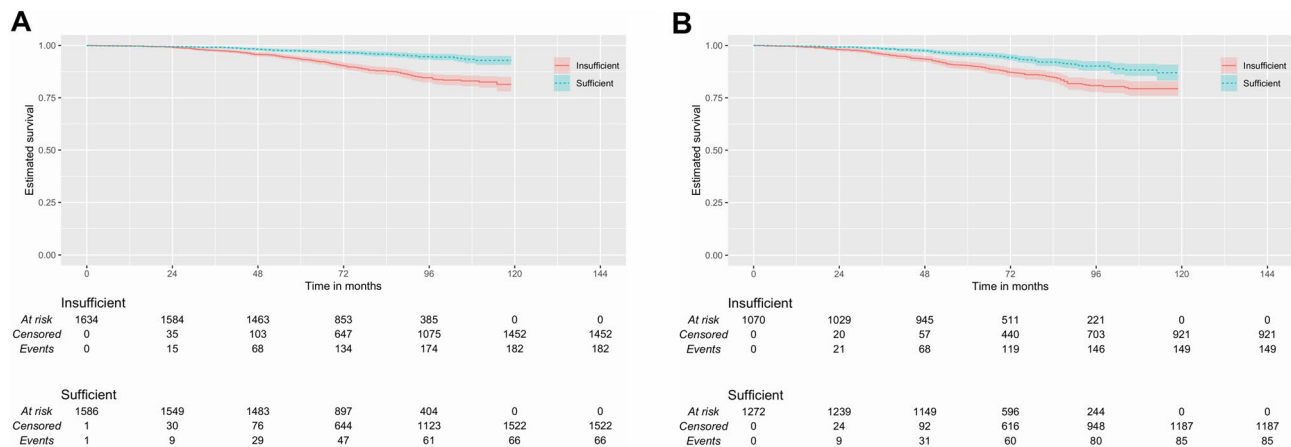 A
Estimated survival
1.00
0.75
0.50
0.25
0.00
Insufficient
Sufficient
0 24 48 72 96 120 144
Time in months
Insufficient
At risk 1634 1584 1463 853 385 0 0
Censored 0 35 103 647 1075 1452 1452
Events 0 15 68 134 174 182 182
Sufficient
At risk 1586 1549 1483 897 404 0 0
Censored 1 30 76 644 1123 1522 1522
Events 1 9 29 47 61 66 66
B
Estimated survival
1.00
0.75
0.50
0.25
0.00
Insufficient
Sufficient
0 24 48 72 96 120 144
Time in months
Insufficient
At risk 1070 1029 945 511 221 0 0
Censored 0 20 57 440 703 921 921
Events 0 21 68 119 146 149 149
Sufficient
At risk 1272 1239 1149 596 244 0 0
Censored 0 24 92 616 948 1187 1187
Events 0 9 31 60 80 85 85